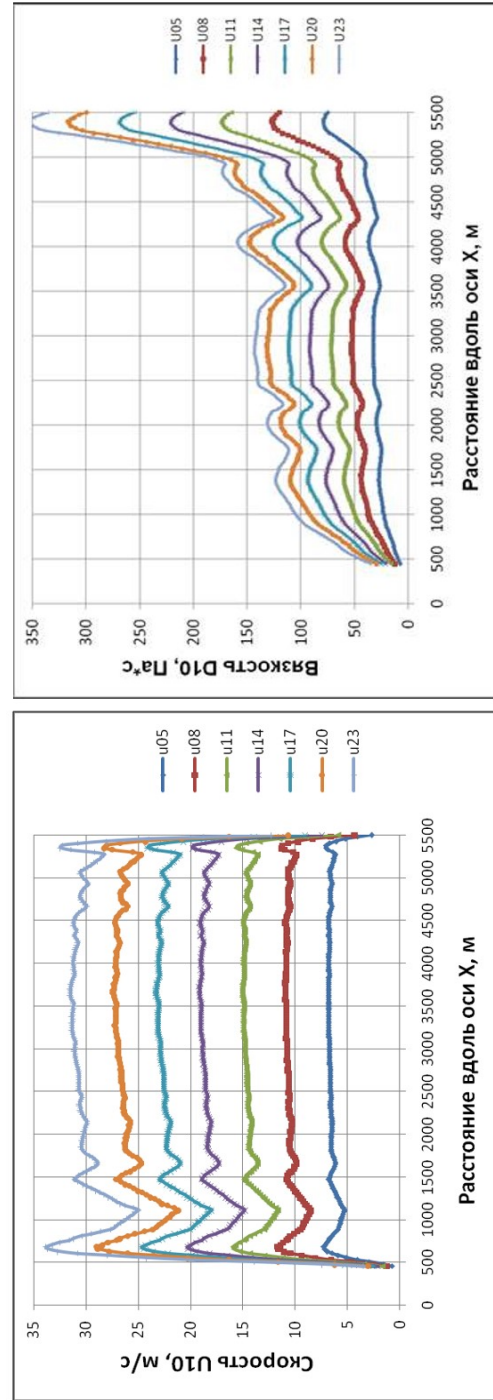 Скорость U10, м/с
35
30
25
20
15
10
5
0
0 500 1000 1500 2000 2500 3000 3500 4000 4500 5000 5500
Расстояние вдоль оси X, м
u05
u08
u11
u14
u17
u20
u23
Вязкость D10, Па*с
350
300
250
200
150
100
50
0
0 500 1000 1500 2000 2500 3000 3500 4000 4500 5000 5500
Расстояние вдоль оси X, м
U05
U08
U11
U14
U17
U20
U23